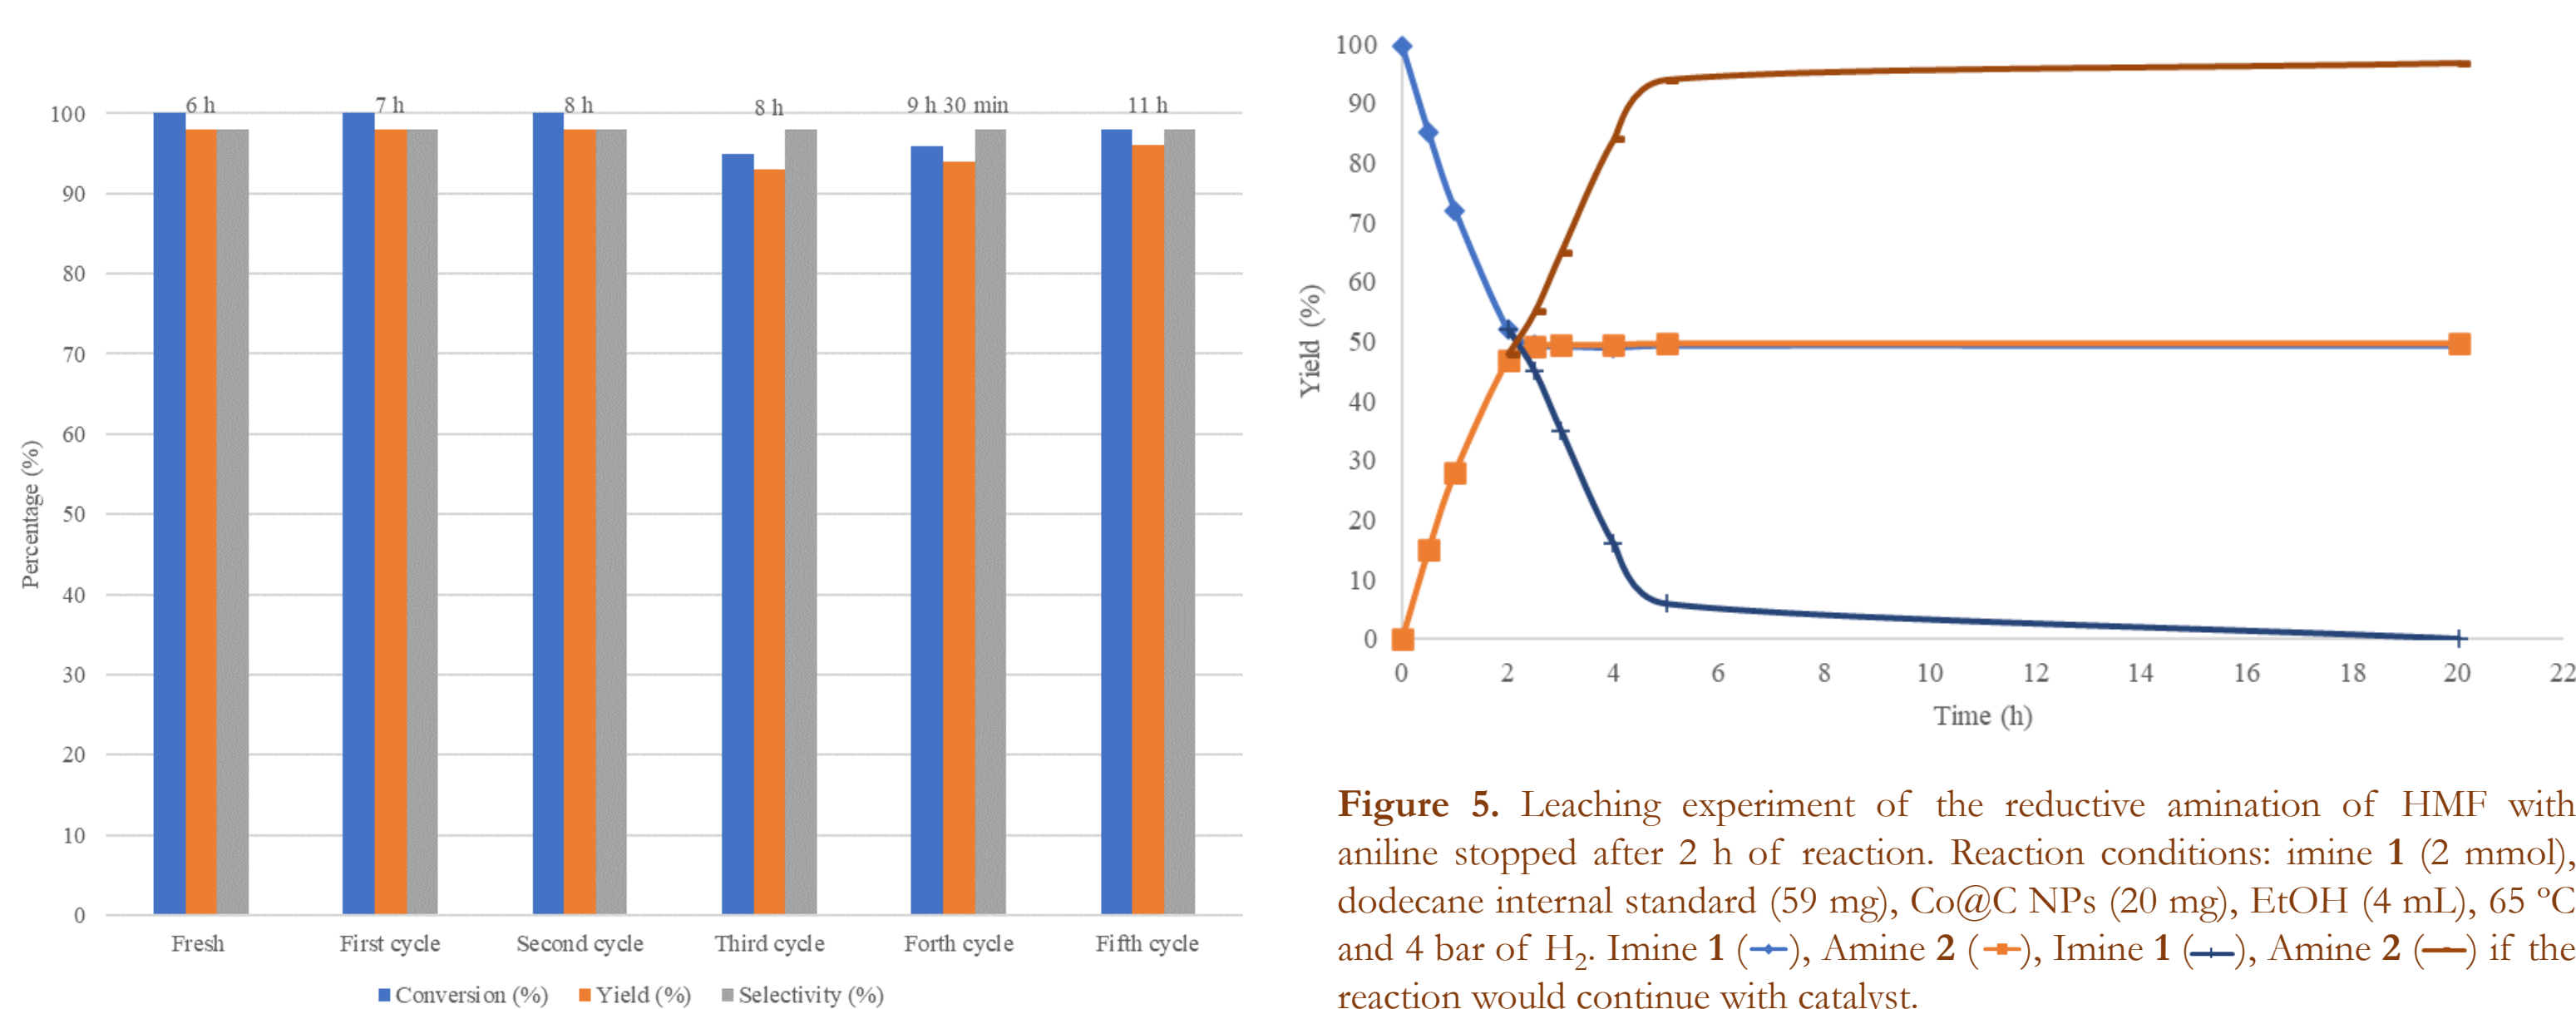 6 h
7 h
8 h
8 h
9 h 30 min
11 h
100
90
80
70
60
50
40
30
20
10
0
Percentage (%)
Fresh
First cycle
Second cycle
Third cycle
Forth cycle
Fifth cycle
Conversion (%)
Yield (%)
Selectivity (%)
100
90
80
70
60
50
40
30
20
10
0
Yield (%)
0 2 4 6 8 10 12 14 16 18 20 22
Time (h)
Figure 5. Leaching experiment of the reductive amination of HMF with
aniline stopped after 2 h of reaction. Reaction conditions: imine 1 (2 mmol),
dodecane internal standard (59 mg), Co@C NPs (20 mg), EtOH (4 mL), 65 ºC
and 4 bar of H₂. Imine 1 ( ), Amine 2 ( ), Imine 1 ( ), Amine 2 ( ) if the
reaction would continue with catalyst.